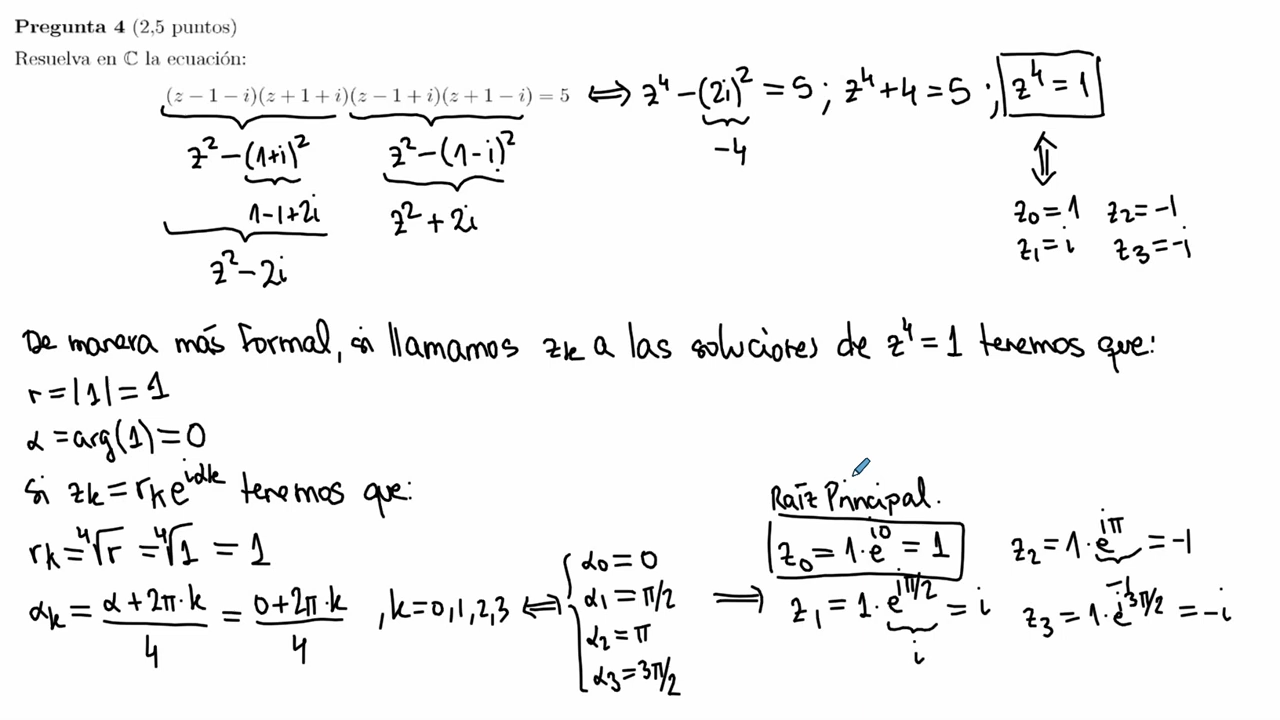 Pregunta 4 (2,5 puntos)
Resuelva en ℂ la ecuación:
(z − 1 − i)(z + 1 + i)(z − 1 + i)(z + 1 − i) = 5 ⟺ z⁴ − (2i)² = 5 ; z⁴ + 4 = 5 ; z⁴ = 1
−4
z² − (1+i)² z² − (1−i)²
⇕
1−1+2i z² + 2i
z₀ = 1 z₂ = −1
z₁ = i z₃ = −i
z² − 2i
De manera más formal, si llamamos zₖ a las soluciones de z⁴ = 1 tenemos que:
r = |1| = 1
α = arg(1) = 0
si zₖ = rₖ e^{iαₖ} tenemos que:
Raíz Principal.
rₖ = ⁴√r = ⁴√1 = 1
αₖ = (α + 2π·k)/4 = (0 + 2π·k)/4 , k = 0,1,2,3 ⟺
α₀ = 0
α₁ = π/2
α₂ = π
α₃ = 3π/2
⟹
z₀ = 1·e^{i0} = 1
z₁ = 1·e^{iπ/2} = i
i
z₂ = 1·e^{iπ} = −1
−1
z₃ = 1·e^{i3π/2} = −i